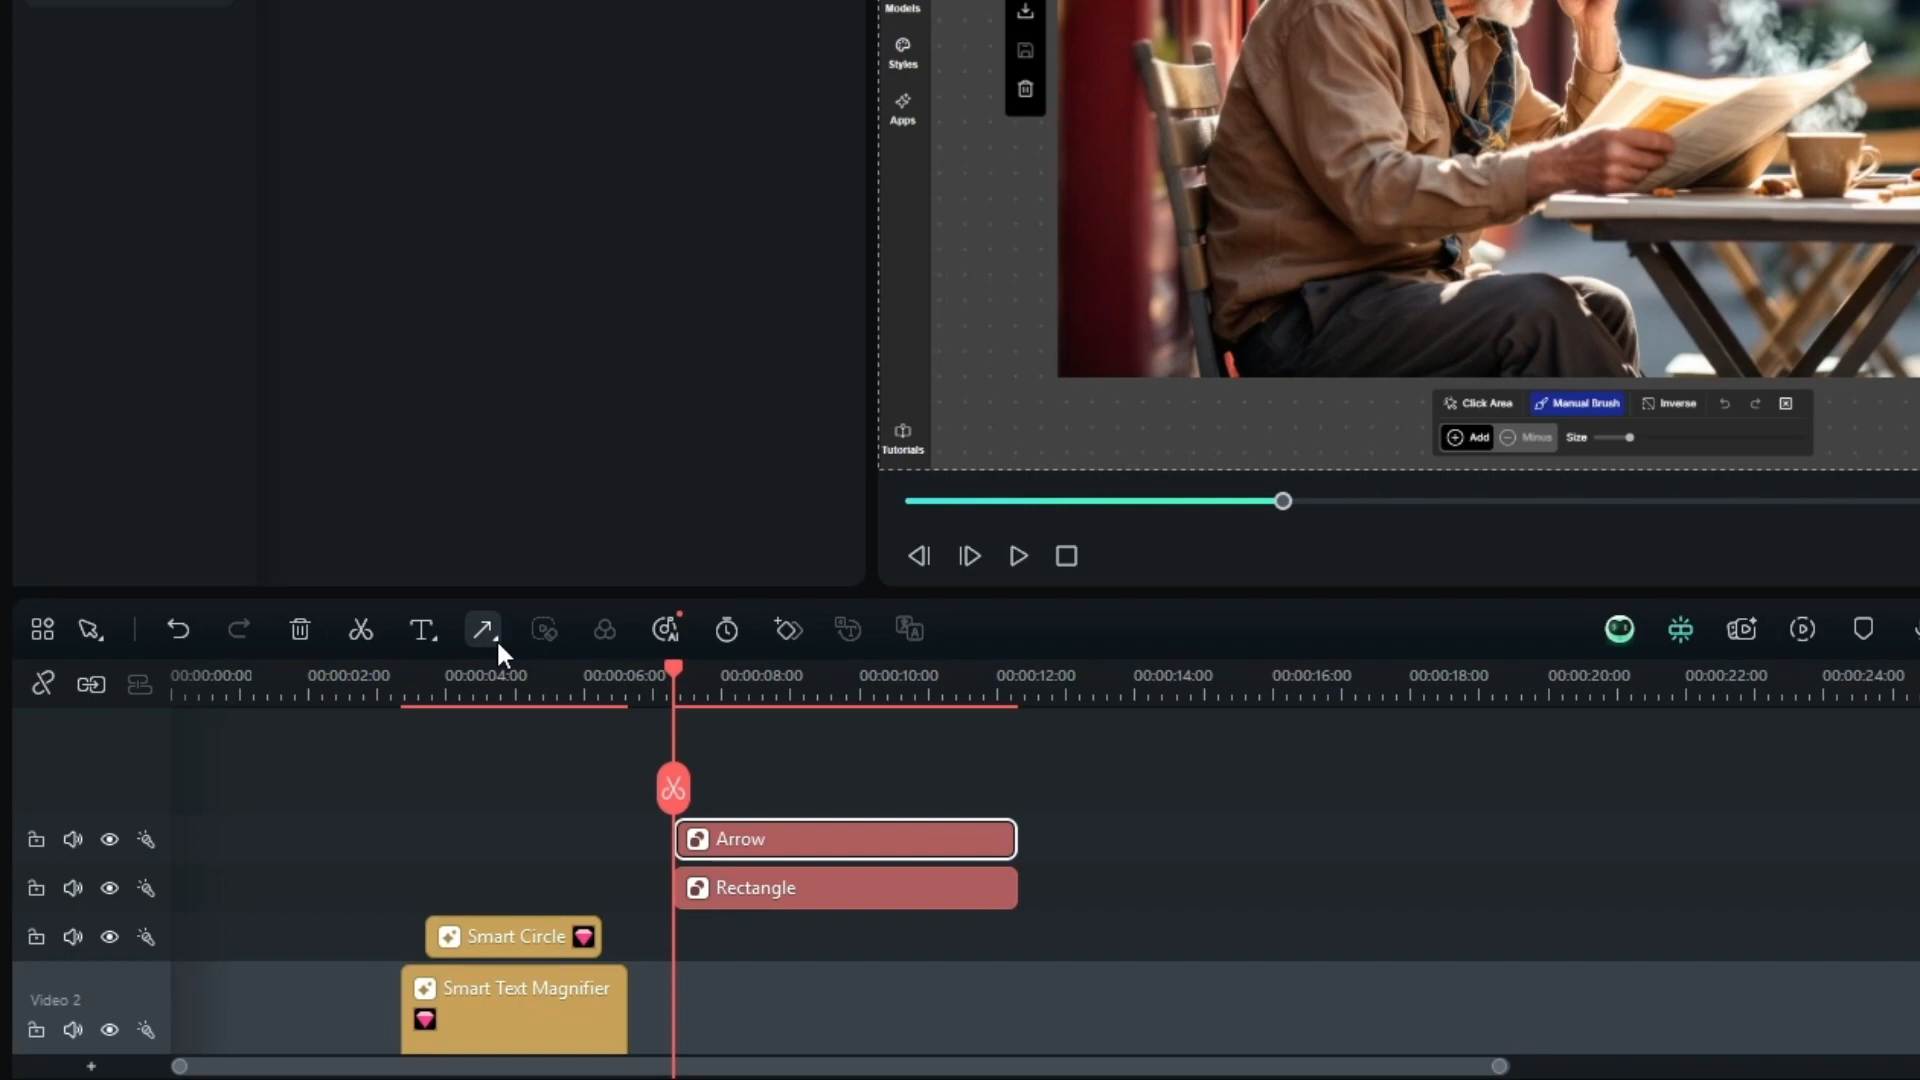 Models
Styles
Apps
Tutorials
Click Area
Manual Brush
Inverse
Add
Minus
Size
00:00:00:00
00:00:02:00
00:00:04:00
00:00:06:00
00:00:08:00
00:00:10:00
00:00:12:00
00:00:14:00
00:00:16:00
00:00:18:00
00:00:20:00
00:00:22:00
00:00:24:00
Arrow
Rectangle
Smart Circle
Smart Text Magnifier
Video 2